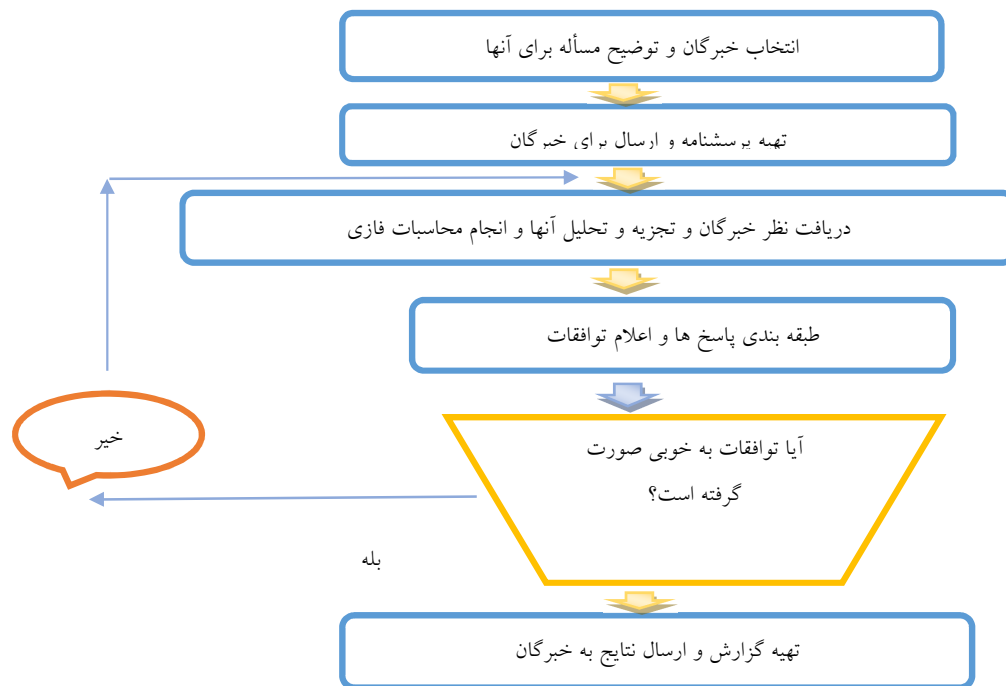 انتخاب خبرگان و توضیح مسأله برای آنها
تهیه پرسشنامه و ارسال برای خبرگان
دریافت نظر خبرگان و تجزیه و تحلیل آنها و انجام محاسبات فازی
طبقه بندی پاسخ ها و اعلام توافقات
خیر
آیا توافقات به خوبی صورت
گرفته است؟
بله
تهیه گزارش و ارسال نتایج به خبرگان